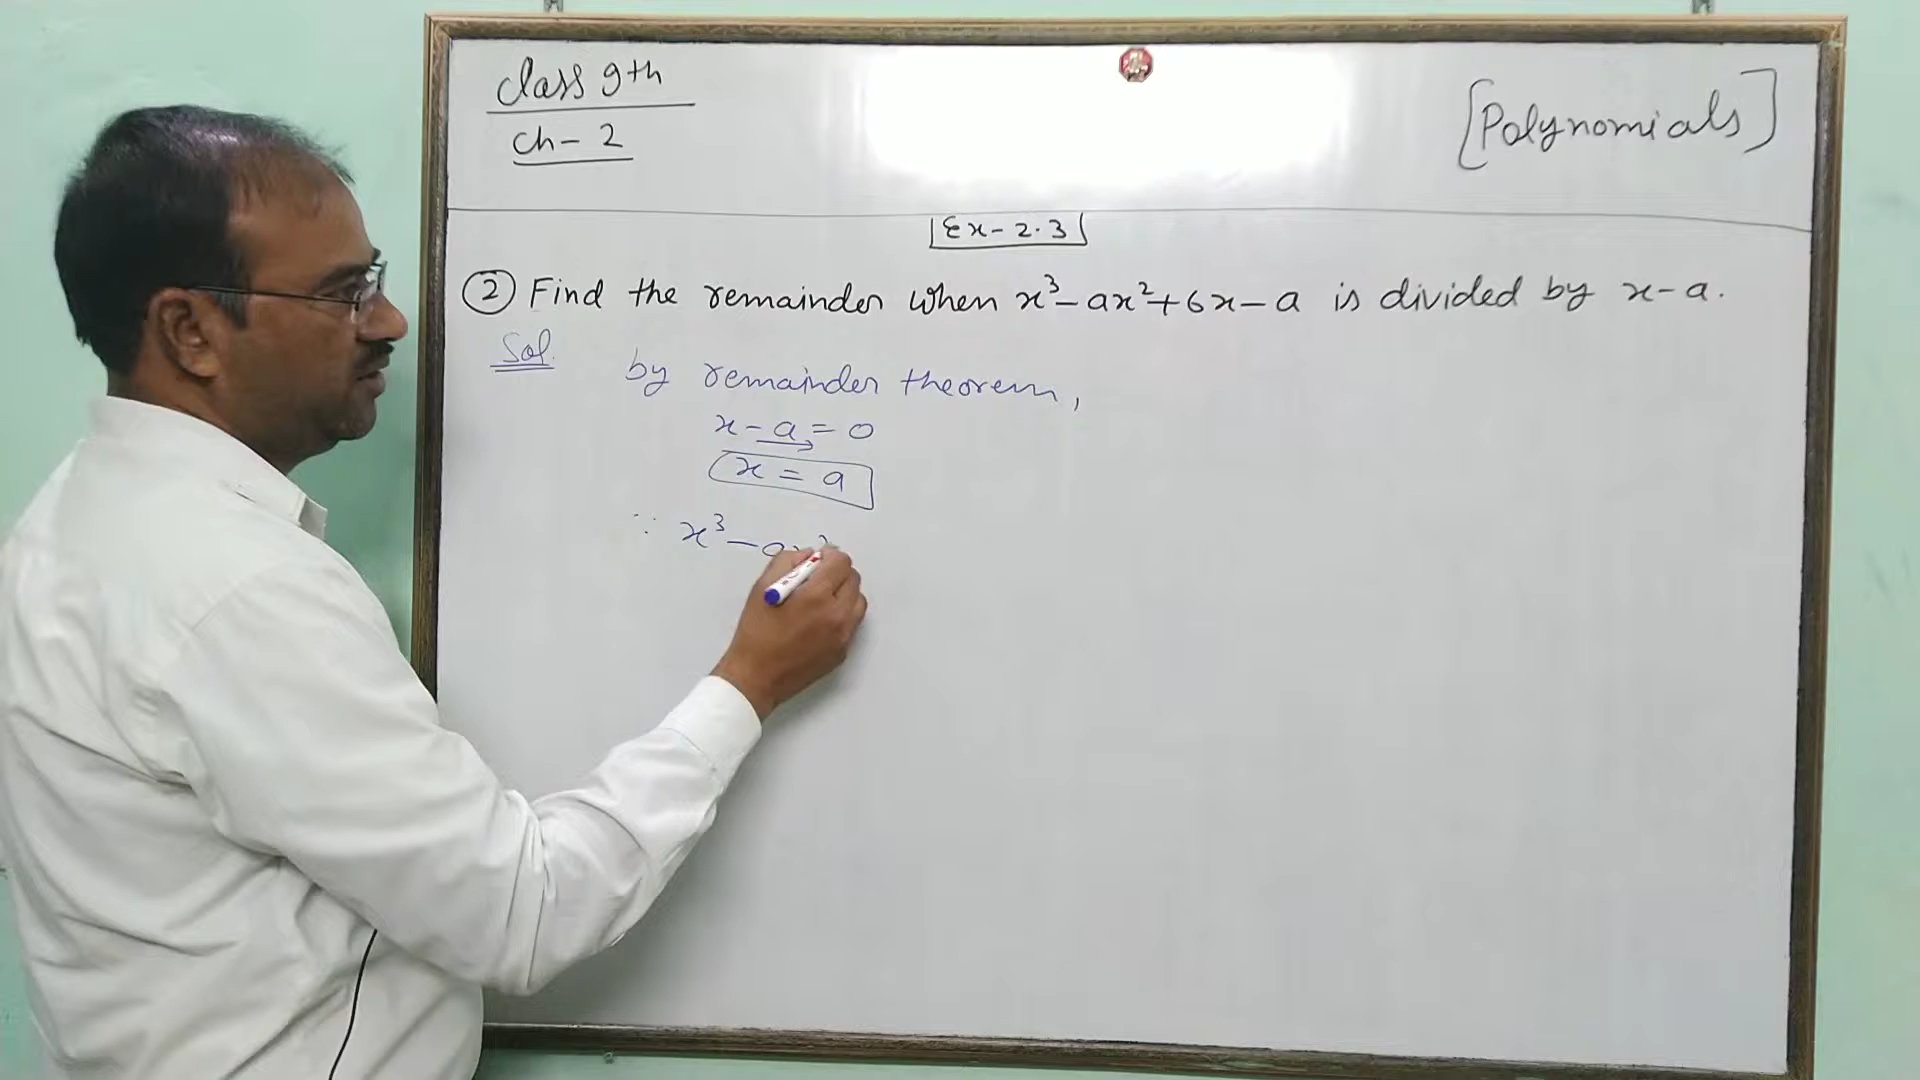 Class 9th
Ch - 2
[Polynomials]
Ex - 2.3
② Find the remainder when x³ - ax² + 6x - a is divided by x - a.
Sol. by remainder theorem,
x - a = 0
x = a
∵ x³ - ax²